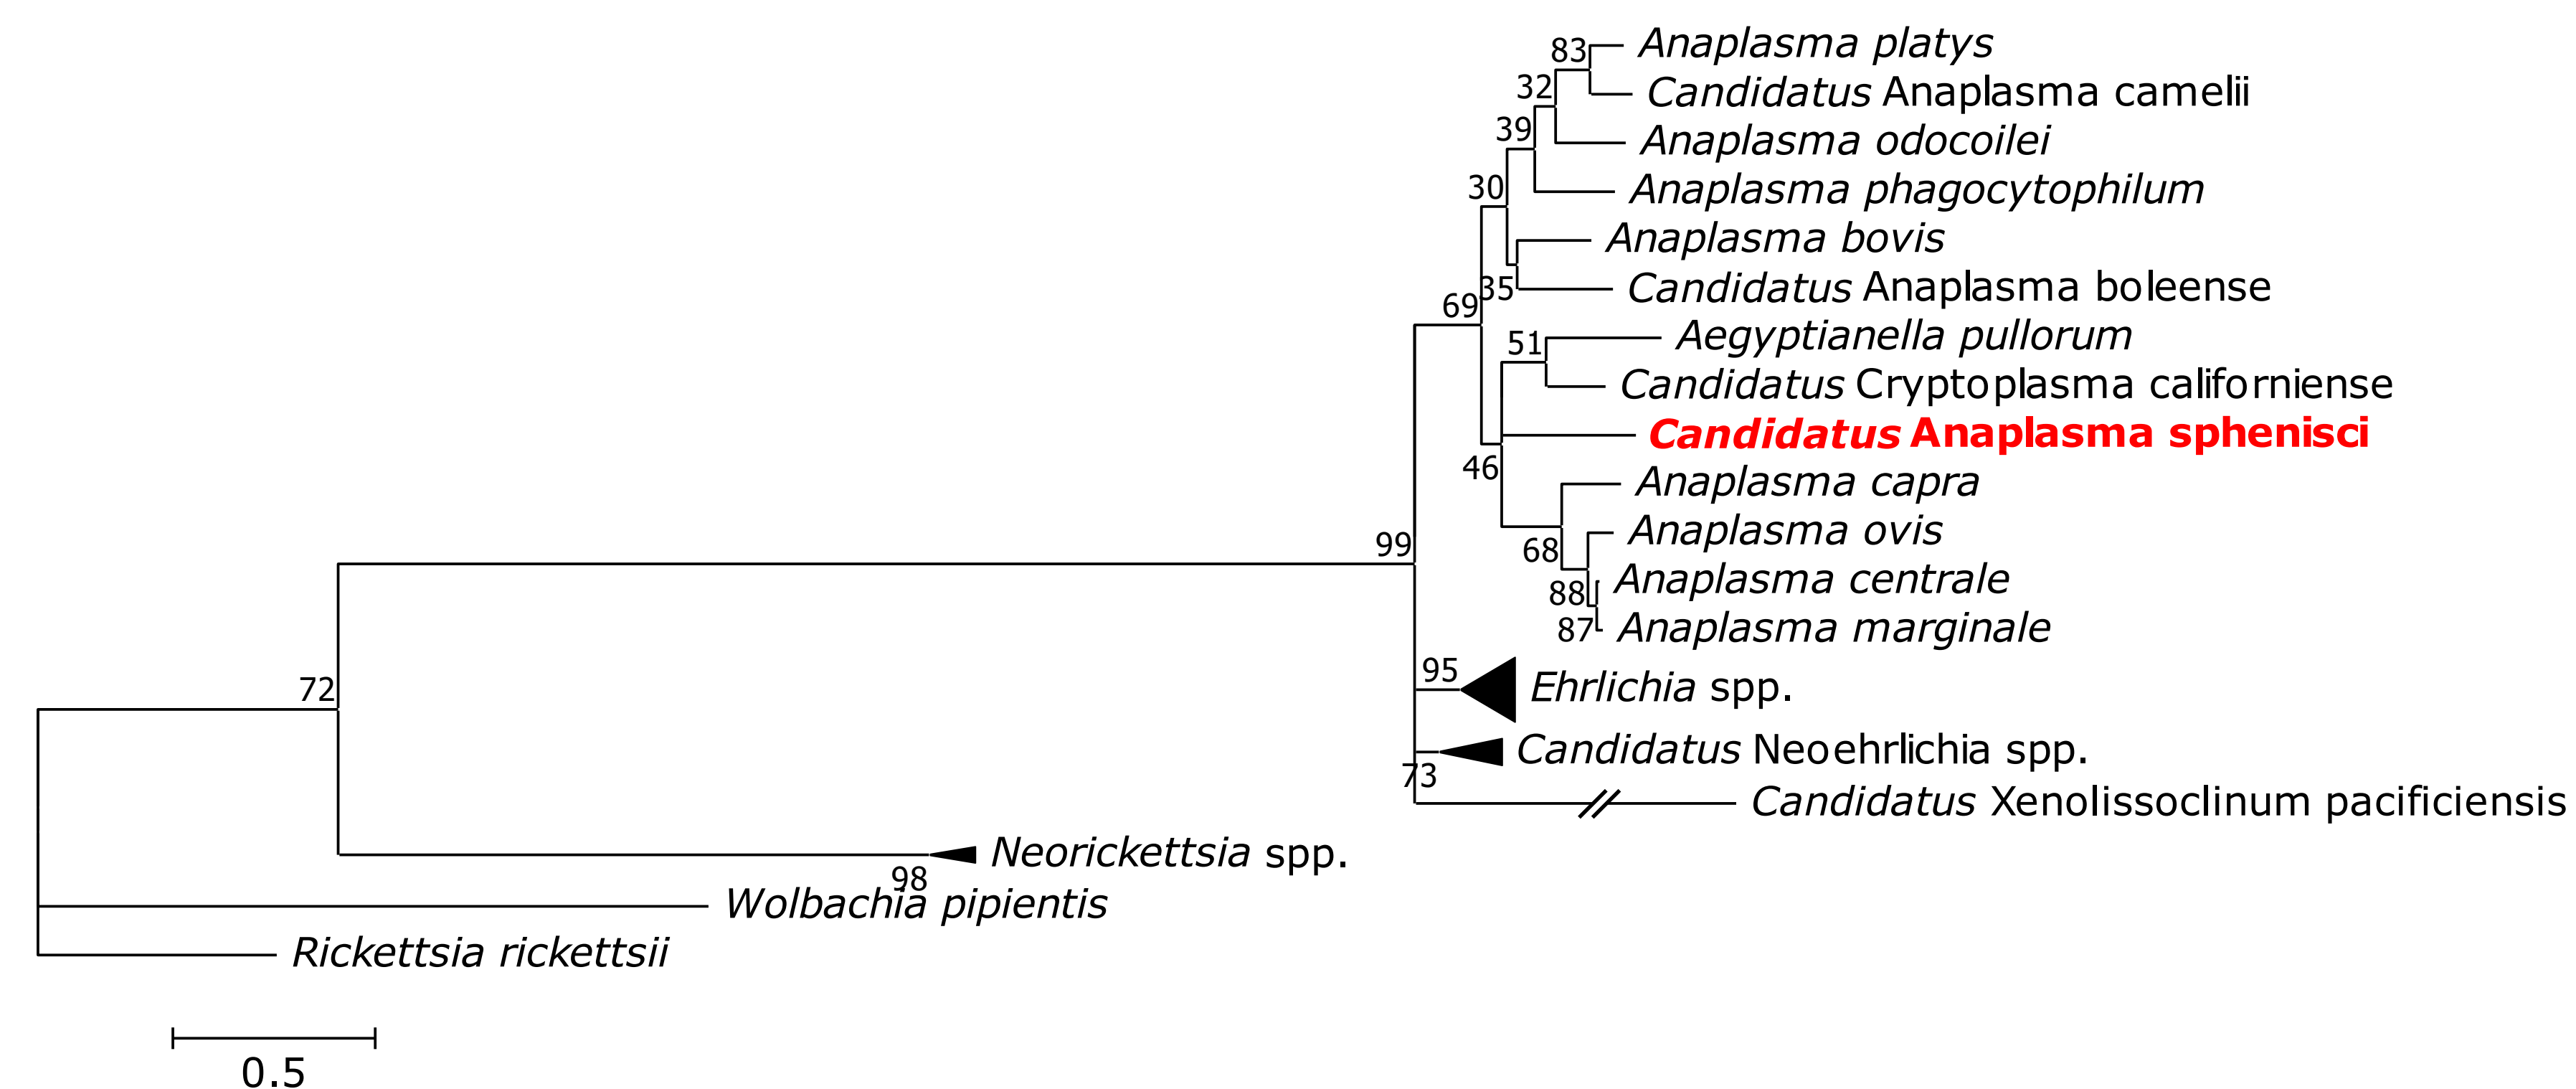 83
Anaplasma platys
Candidatus Anaplasma camelii
32
39
Anaplasma odocoilei
30
Anaplasma phagocytophilum
Anaplasma bovis
35
Candidatus Anaplasma boleense
69
51
Aegyptianella pullorum
Candidatus Cryptoplasma californiense
Candidatus Anaplasma sphenisci
46
Anaplasma capra
99
68
Anaplasma ovis
88
Anaplasma centrale
87
Anaplasma marginale
95
Ehrlichia spp.
72
Candidatus Neoehrlichia spp.
73
Candidatus Xenolissoclinum pacificiensis
Neorickettsia spp.
98
Wolbachia pipientis
Rickettsia rickettsii
0.5